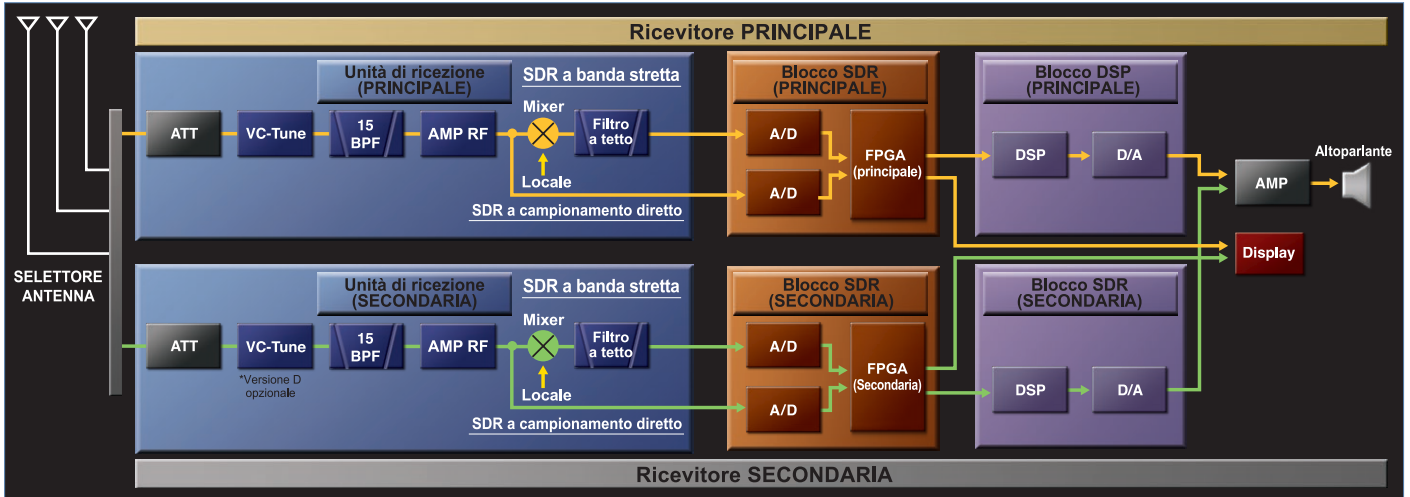 Ricevitore PRINCIPALE
Unità di ricezione
(PRINCIPALE)
SDR a banda stretta
Mixer
ATT
VC-Tune
15
BPF
AMP RF
Filtro
a tetto
Locale
SDR a campionamento diretto
Blocco SDR
(PRINCIPALE)
A/D
A/D
FPGA
(principale)
Blocco DSP
(PRINCIPALE)
DSP
D/A
Altoparlante
AMP
Display
SELETTORE
ANTENNA
Unità di ricezione
(SECONDARIA)
SDR a banda stretta
Mixer
ATT
VC-Tune
*Versione D
opzionale
15
BPF
AMP RF
Filtro
a tetto
Locale
SDR a campionamento diretto
Blocco SDR
(SECONDARIA)
A/D
A/D
FPGA
(Secondaria)
Blocco SDR
(SECONDARIA)
DSP
D/A
Ricevitore SECONDARIA